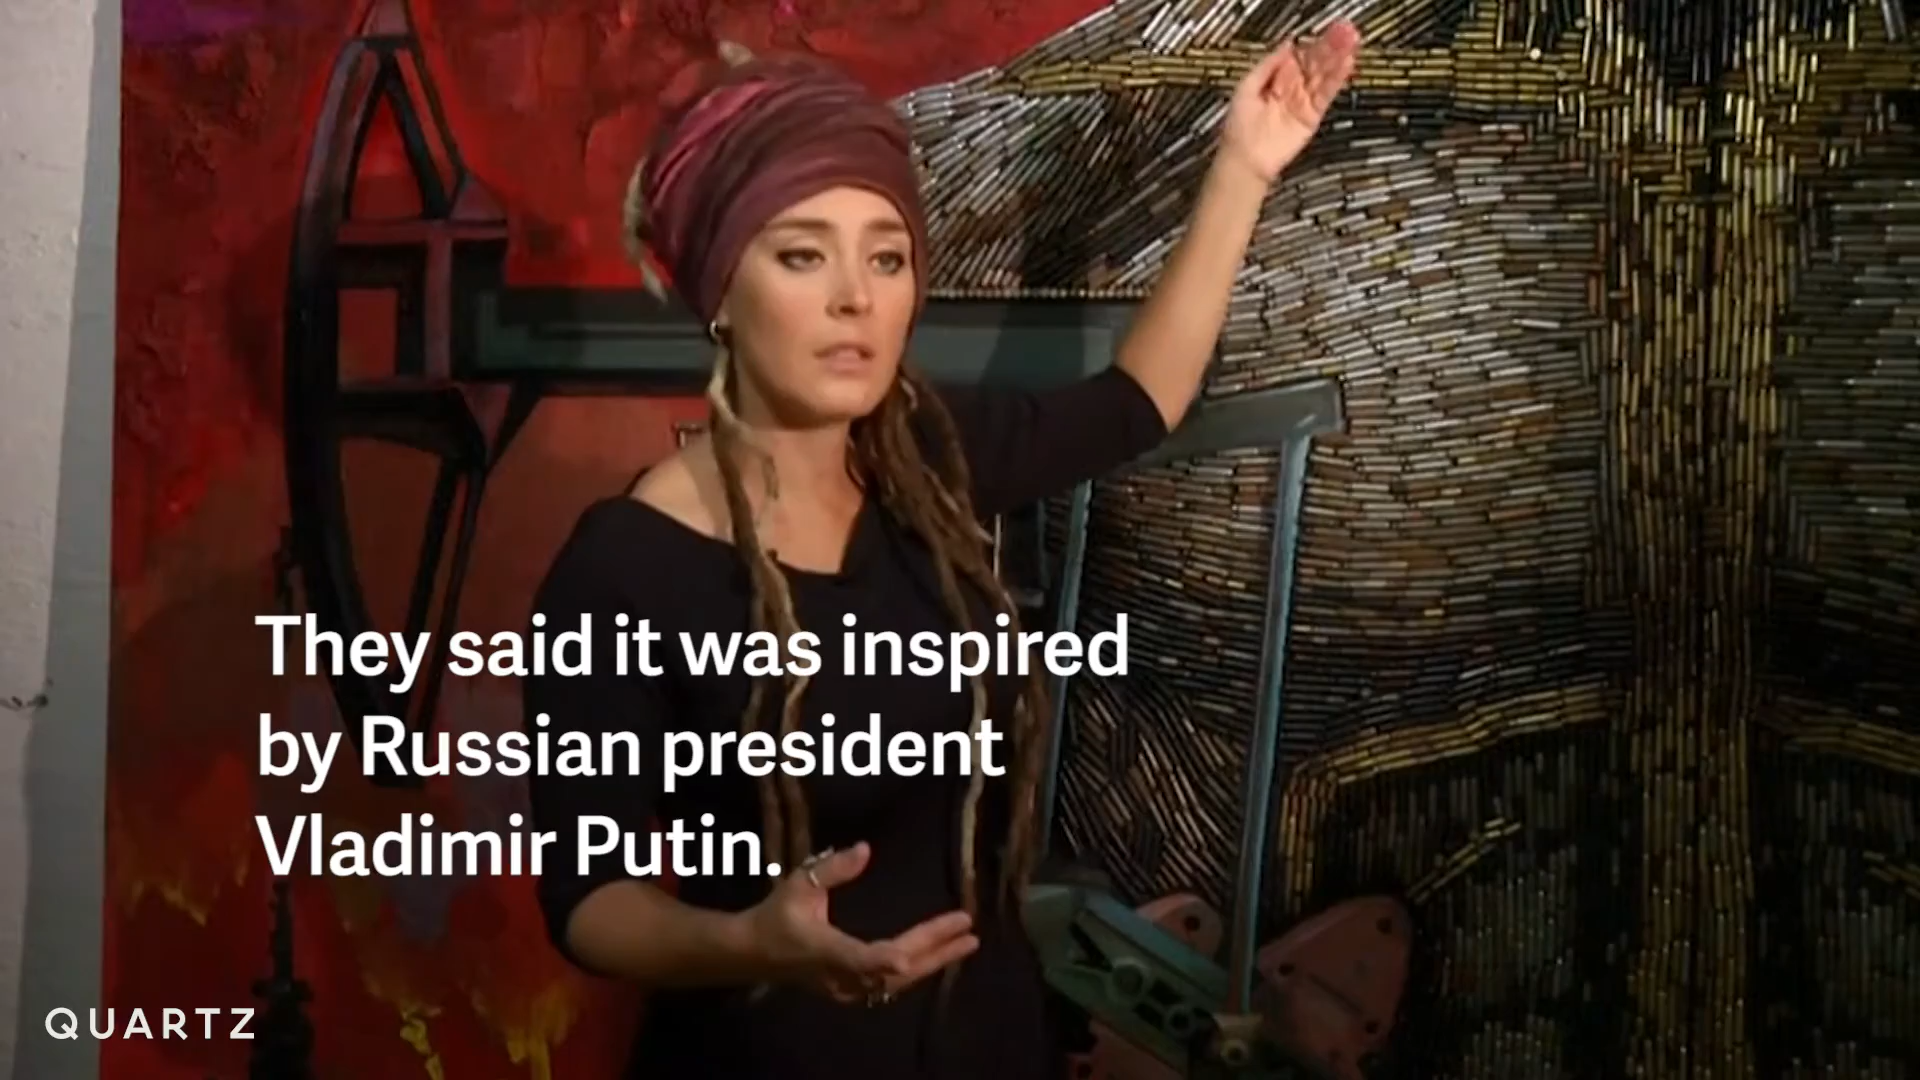 They said it was inspired
by Russian president
Vladimir Putin.
QUARTZ